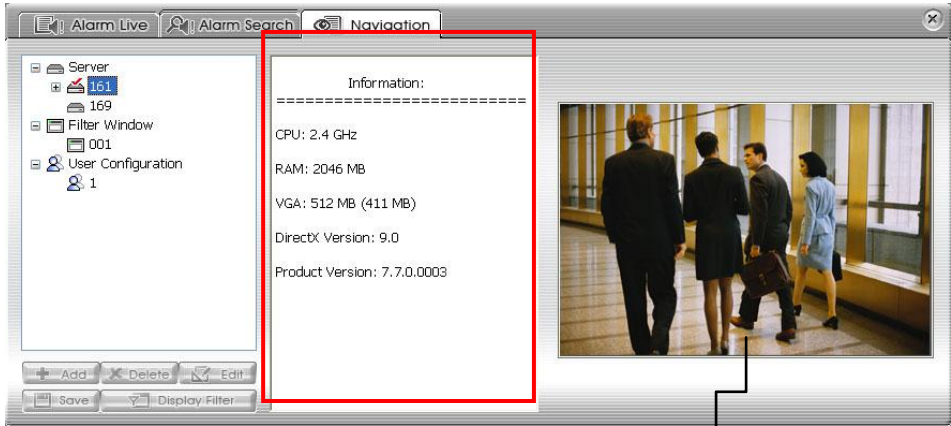 Alarm Live
Alarm Search
Navigation
Server
161
169
Filter Window
001
User Configuration
1
Add
Delete
Edit
Save
Display Filter
Information:
==========================
CPU: 2.4 GHz
RAM: 2046 MB
VGA: 512 MB (411 MB)
DirectX Version: 9.0
Product Version: 7.7.0.0003